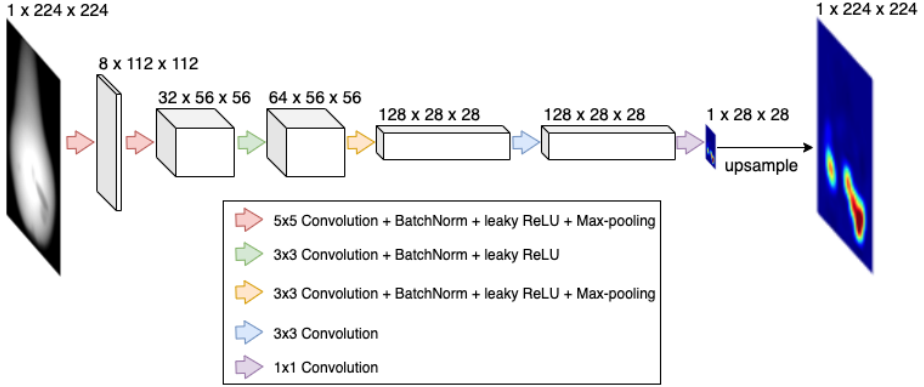 1 x 224 x 224
1 x 224 x 224
8 x 112 x 112
32 x 56 x 56
64 x 56 x 56
128 x 28 x 28
128 x 28 x 28
1 x 28 x 28
upsample
5x5 Convolution + BatchNorm + leaky ReLU + Max-pooling
3x3 Convolution + BatchNorm + leaky ReLU
3x3 Convolution + BatchNorm + leaky ReLU + Max-pooling
3x3 Convolution
1x1 Convolution